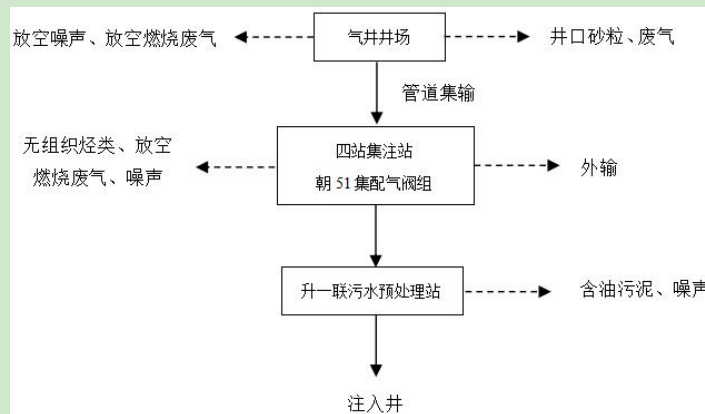 放空噪声、放空燃烧废气
气井井场
井口砂粒、废气
管道集输
无组织烃类、放空
燃烧废气、噪声
四站集注站
朝51集配气阀组
外输
升一联污水预处理站
含油污泥、噪声
注入井